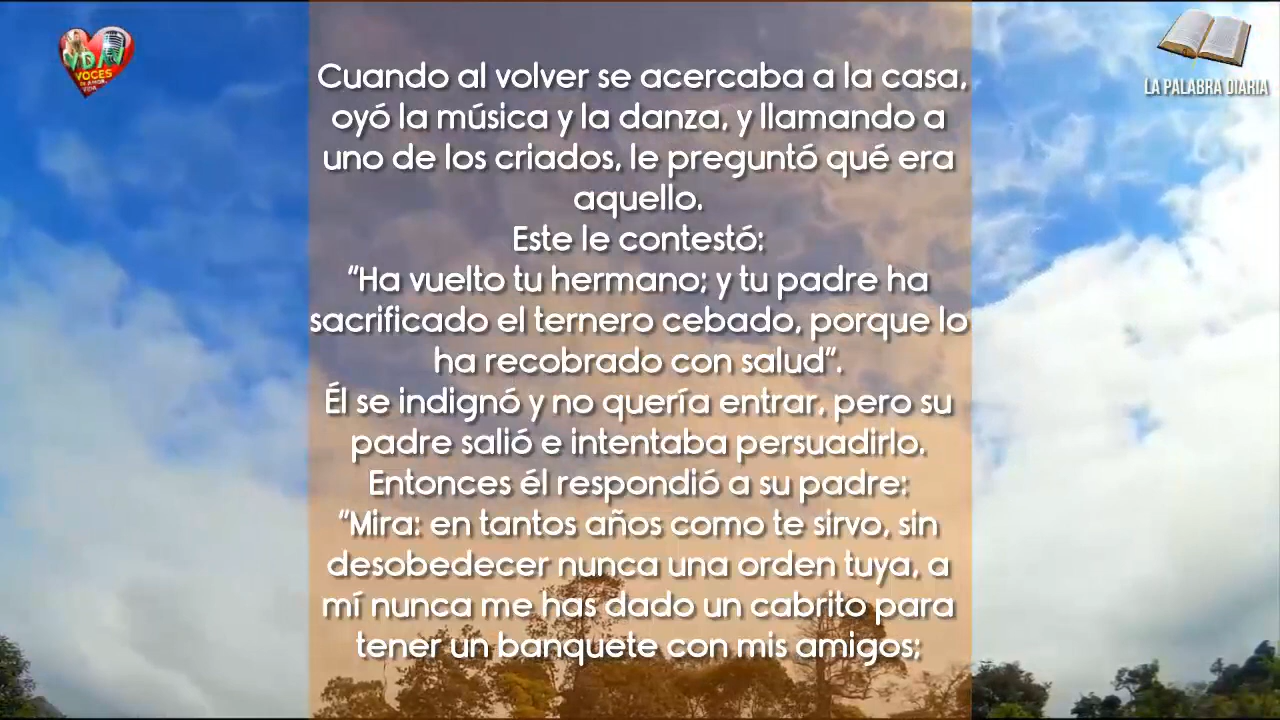 VDAV
VOCES
DE AMOR
VIDA
LA PALABRA DIARIA
Cuando al volver se acercaba a la casa,
oyó la música y la danza, y llamando a
uno de los criados, le preguntó qué era
aquello.
Este le contestó:
"Ha vuelto tu hermano; y tu padre ha
sacrificado el ternero cebado, porque lo
ha recobrado con salud".
Él se indignó y no quería entrar, pero su
padre salió e intentaba persuadirlo.
Entonces él respondió a su padre:
"Mira: en tantos años como te sirvo, sin
desobedecer nunca una orden tuya, a
mí nunca me has dado un cabrito para
tener un banquete con mis amigos;